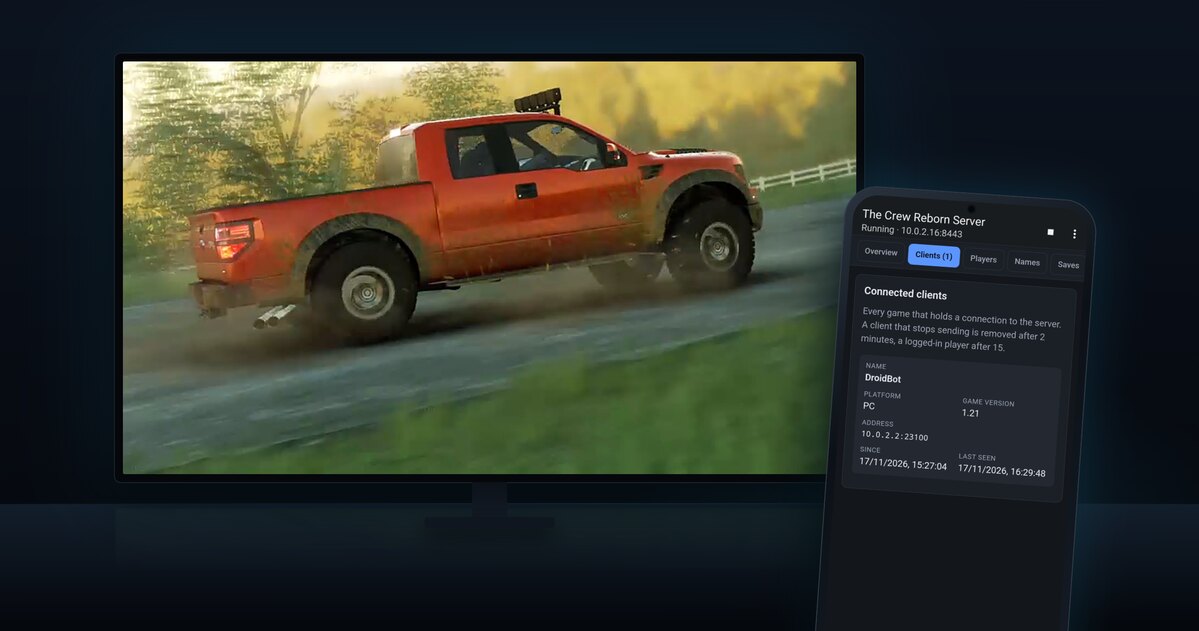 The Crew Reborn Server
Running · 10.0.2.16:8443
Overview
Clients (1)
Players
Names
Saves
Connected clients
Every game that holds a connection to the server.
A client that stops sending is removed after 2
minutes, a logged-in player after 15.
NAME
DroidBot
PLATFORM
PC
GAME VERSION
1.21
ADDRESS
10.0.2.2:23100
SINCE
17/11/2026, 15:27:04
LAST SEEN
17/11/2026, 16:29:48